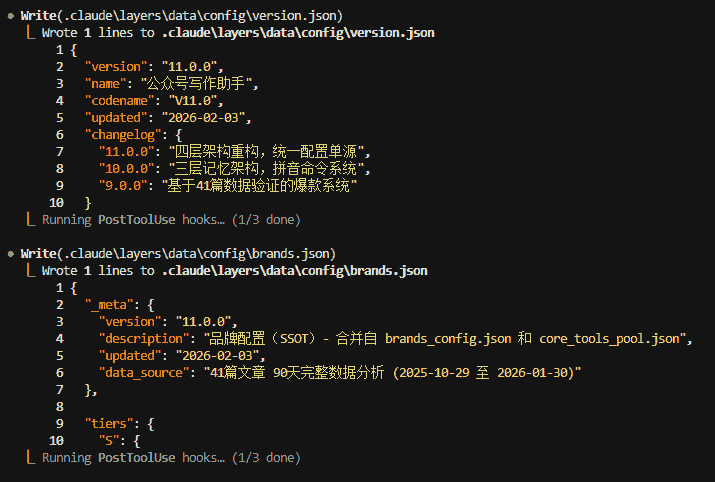 ● Write(.claude\layers\data\config\version.json)
⎿ Wrote 1 lines to .claude\layers\data\config\version.json
1 {
2   "version": "11.0.0",
3   "name": "公众号写作助手",
4   "codename": "V11.0",
5   "updated": "2026-02-03",
6   "changelog": {
7     "11.0.0": "四层架构重构，统一配置单源",
8     "10.0.0": "三层记忆架构，拼音命令系统",
9     "9.0.0": "基于41篇数据验证的爆款系统"
10   }
⎿ Running PostToolUse hooks… (1/3 done)
● Write(.claude\layers\data\config\brands.json)
⎿ Wrote 1 lines to .claude\layers\data\config\brands.json
1 {
2   "_meta": {
3     "version": "11.0.0",
4     "description": "品牌配置（SSOT）- 合并自 brands_config.json 和 core_tools_pool.json",
5     "updated": "2026-02-03",
6     "data_source": "41篇文章 90天完整数据分析 (2025-10-29 至 2026-01-30)"
7   },
8
9   "tiers": {
10     "S": {
⎿ Running PostToolUse hooks… (1/3 done)